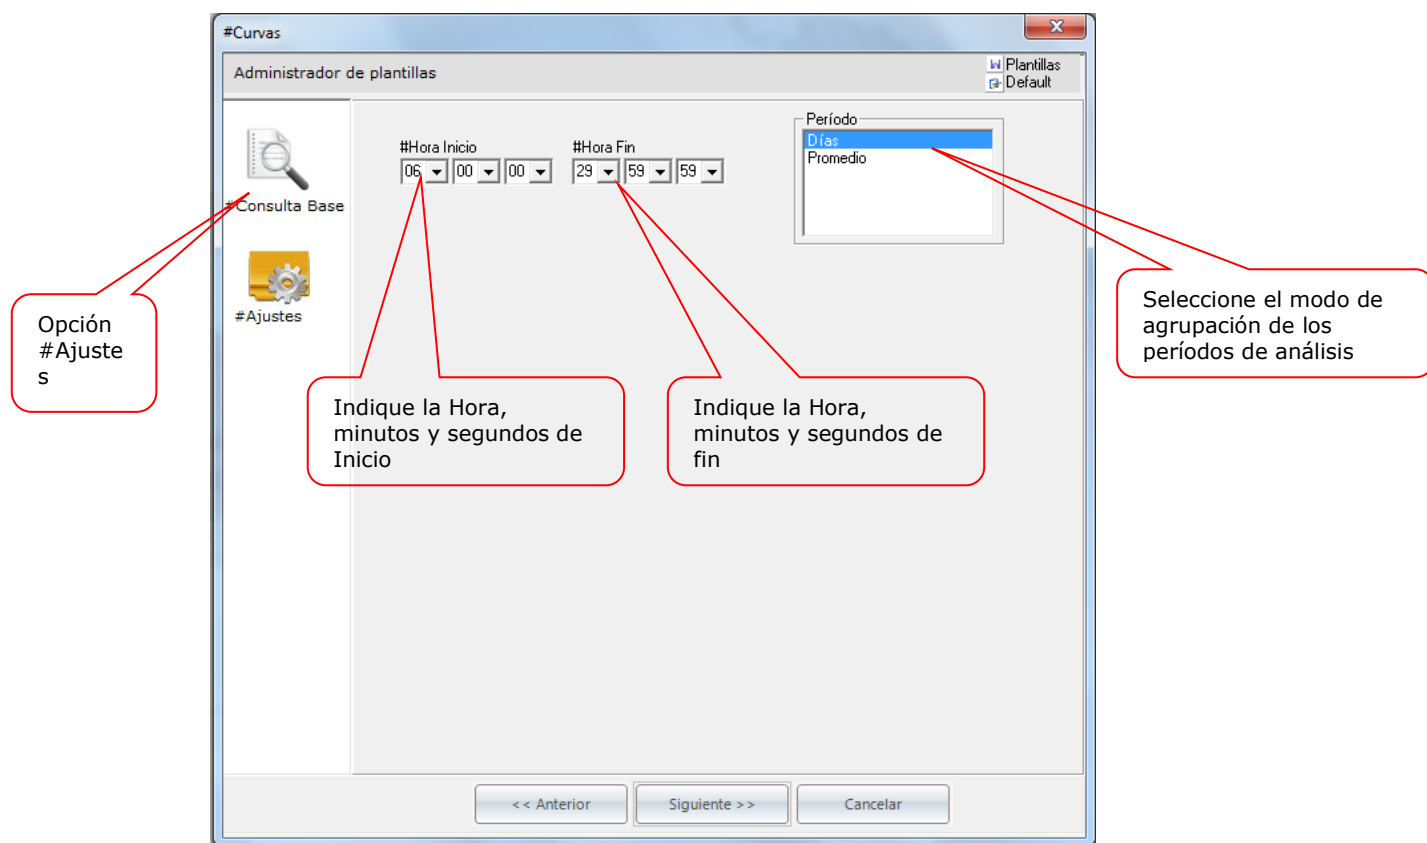 #Curvas
Administrador de plantillas
Plantillas
Default
Período
Días
Promedio
#Hora Inicio
#Hora Fin
06 00 00
29 59 59
#Consulta Base
#Ajustes
Opción
#Ajuste
s
Seleccione el modo de
agrupación de los
períodos de análisis
Indique la Hora,
minutos y segundos de
Inicio
Indique la Hora,
minutos y segundos de
fin
<< Anterior
Siguiente >>
Cancelar